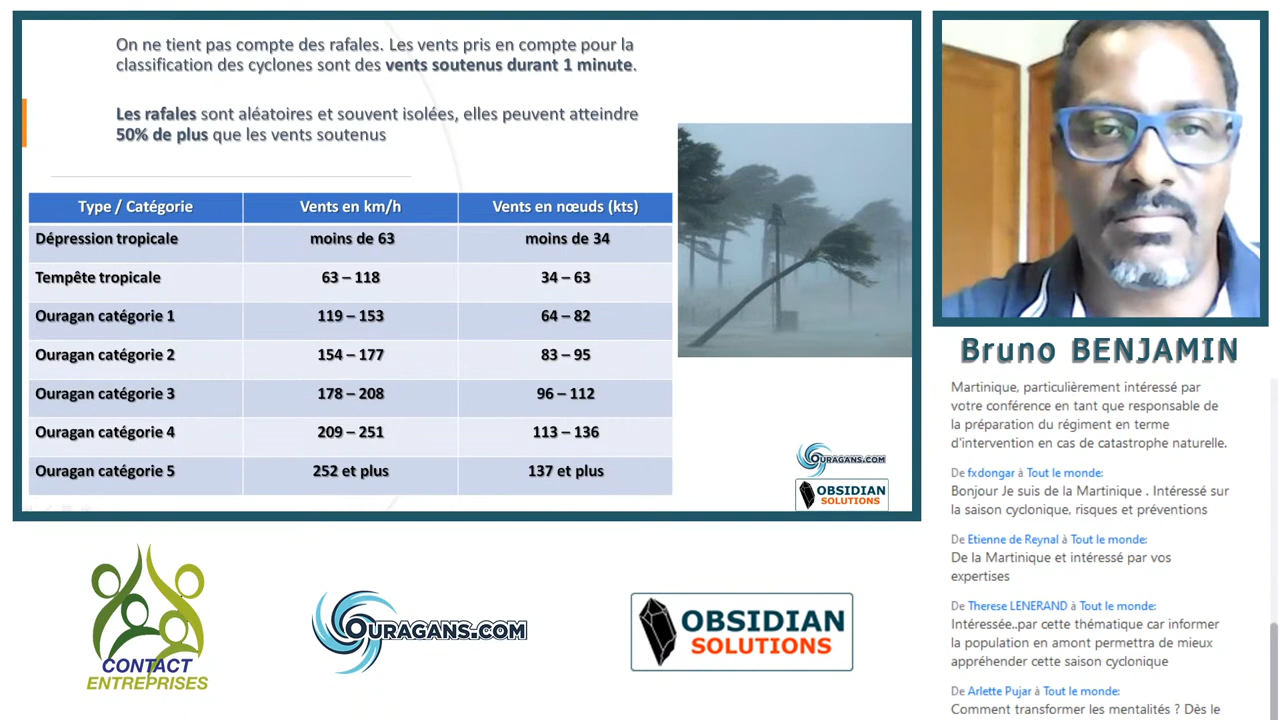 On ne tient pas compte des rafales. Les vents pris en compte pour la
classification des cyclones sont des vents soutenus durant 1 minute.
Les rafales sont aléatoires et souvent isolées, elles peuvent atteindre
50% de plus que les vents soutenus
Type / Catégorie Vents en km/h Vents en nœuds (kts)
Dépression tropicale moins de 63 moins de 34
Tempête tropicale 63 – 118 34 – 63
Ouragan catégorie 1 119 – 153 64 – 82
Ouragan catégorie 2 154 – 177 83 – 95
Ouragan catégorie 3 178 – 208 96 – 112
Ouragan catégorie 4 209 – 251 113 – 136
Ouragan catégorie 5 252 et plus 137 et plus
OURAGANS.COM
OBSIDIAN
SOLUTIONS
Bruno BENJAMIN
Martinique, particulièrement intéressé par
votre conférence en tant que responsable de
la préparation du régiment en terme
d'intervention en cas de catastrophe naturelle.
De fxdongar à Tout le monde:
Bonjour Je suis de la Martinique . Intéressé sur
la saison cyclonique, risques et préventions
De Etienne de Reynal à Tout le monde:
De la Martinique et intéressé par vos
expertises
De Therese LENERAND à Tout le monde:
Intéressée..par cette thématique car informer
la population en amont permettra de mieux
appréhender cette saison cyclonique
De Arlette Pujar à Tout le monde:
Comment transformer les mentalités ? Dès le
CONTACT
ENTREPRISES
OURAGANS.COM
OBSIDIAN
SOLUTIONS